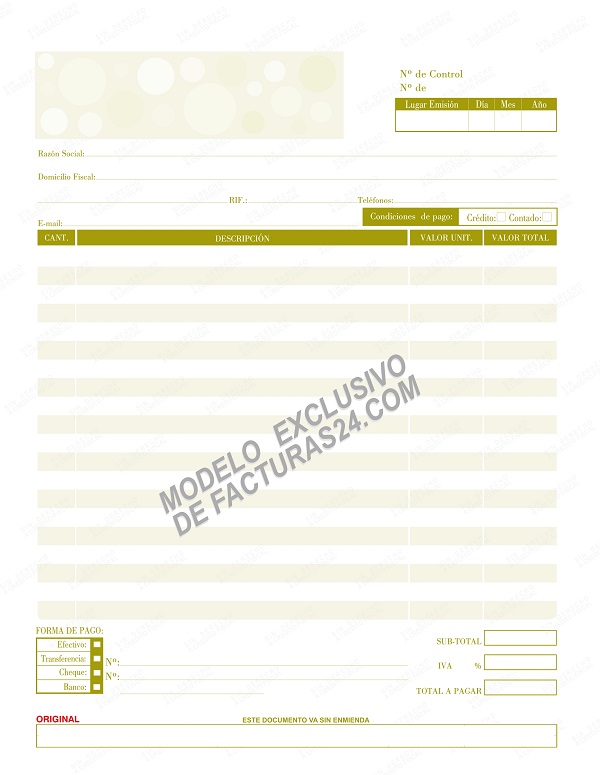 Nº de Control
Nº de
Lugar Emisión Día Mes Año
Razón Social:
Domicilio Fiscal:
RIF.: Teléfonos:
Condiciones de pago: Crédito: Contado:
E-mail:
CANT. DESCRIPCIÓN VALOR UNIT. VALOR TOTAL
MODELO EXCLUSIVO
DE FACTURAS24.COM
FORMA DE PAGO:
Efectivo:
SUB-TOTAL
Transferencia: Nº:
IVA %
Cheque: Nº:
Banco:
TOTAL A PAGAR
ORIGINAL ESTE DOCUMENTO VA SIN ENMIENDA